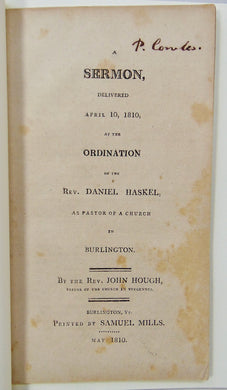 A
SERMON,
DELIVERED
APRIL 10, 1810,
AT THE
ORDINATION
OF THE
REV. DANIEL HASKEL,
AS PASTOR OF A CHURCH
IN
BURLINGTON.
BY THE REV. JOHN HOUGH,
PASTOR OF THE CHURCH IN VERGENNES.
BURLINGTON, VT.
PRINTED BY SAMUEL MILLS.
MAY 1810.